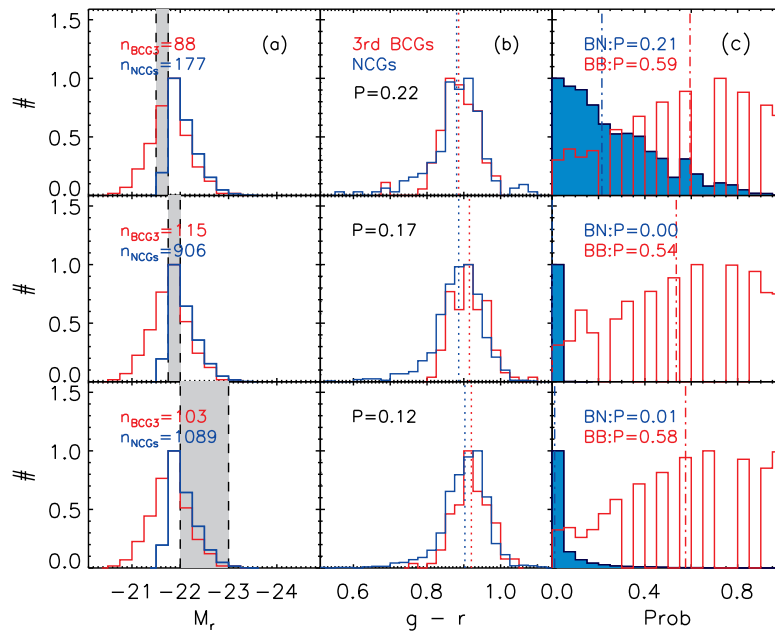 1.5
1.0
0.5
0.0
#
n_BCG3=88
n_NCGs=177
(a)
3rd BCGs
NCGs
(b)
P=0.22
BN:P=0.21
(c)
BB:P=0.59
1.5
1.0
0.5
0.0
#
n_BCG3=115
n_NCGs=906
P=0.17
BN:P=0.00
BB:P=0.54
1.5
1.0
0.5
0.0
#
n_BCG3=103
n_NCGs=1089
P=0.12
BN:P=0.01
BB:P=0.58
-21 -22 -23 -24
0.6 0.8 1.0
0.0 0.4 0.8
M_r
g - r
Prob